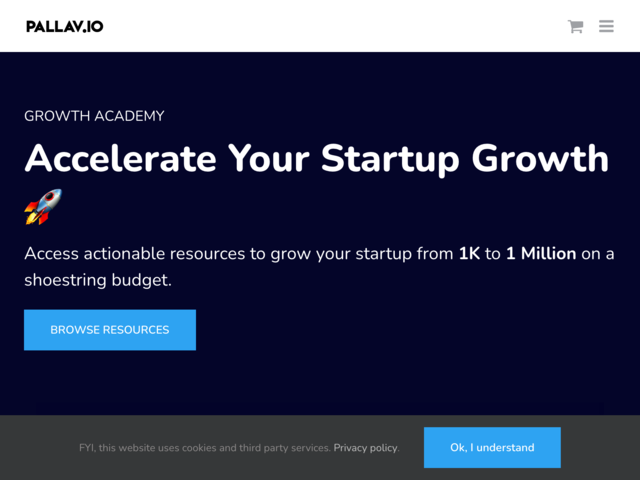 PALLAV.IO
GROWTH ACADEMY
Accelerate Your Startup Growth
🚀
Access actionable resources to grow your startup from 1K to 1 Million on a
shoestring budget.
BROWSE RESOURCES
FYI, this website uses cookies and third party services. Privacy policy.
Ok, I understand